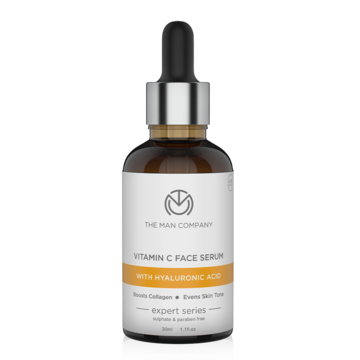 THE MAN COMPANY
VITAMIN C FACE SERUM
WITH HYALURONIC ACID
Boosts Collagen ● Evens Skin Tone
expert series
sulphate & paraben free
30ml 1.1fl oz